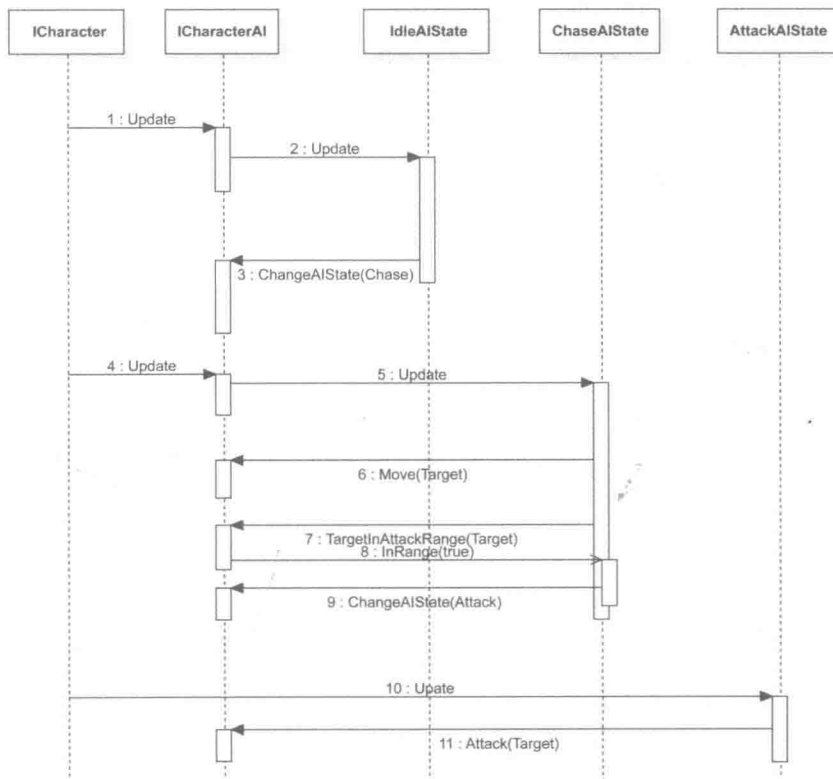 ICharacter
ICharacterAI
IdleAIState
ChaseAIState
AttackAIState
1 : Update
2 : Update
3 : ChangeAIState(Chase)
4 : Update
5 : Update
6 : Move(Target)
7 : TargetInAttackRange(Target)
8 : InRange(true)
9 : ChangeAIState(Attack)
10 : Upate
11 : Attack(Target)